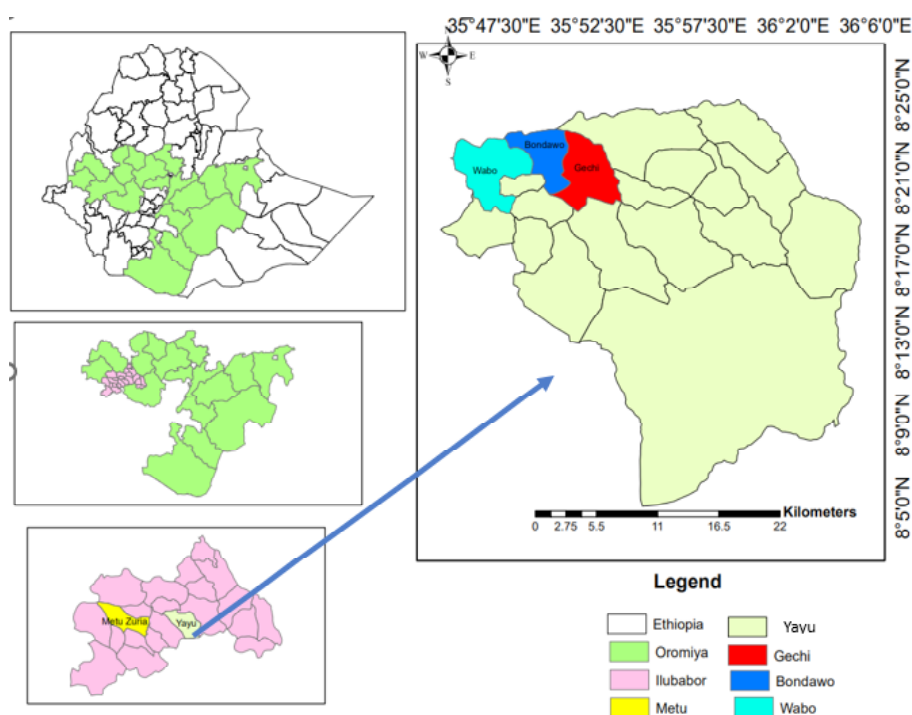 35°47'30"E 35°52'30"E 35°57'30"E 36°2'0"E 36°6'0"E
N
W E
S
8°25'0"N
8°21'0"N
8°17'0"N
8°13'0"N
8°9'0"N
8°5'0"N
Bondawo
Wabo
Gechi
Kilometers
0 2.75 5.5 11 16.5 22
Metu Zuria
Yayu
Legend
Ethiopia
Oromiya
Ilubabor
Metu
Yayu
Gechi
Bondawo
Wabo